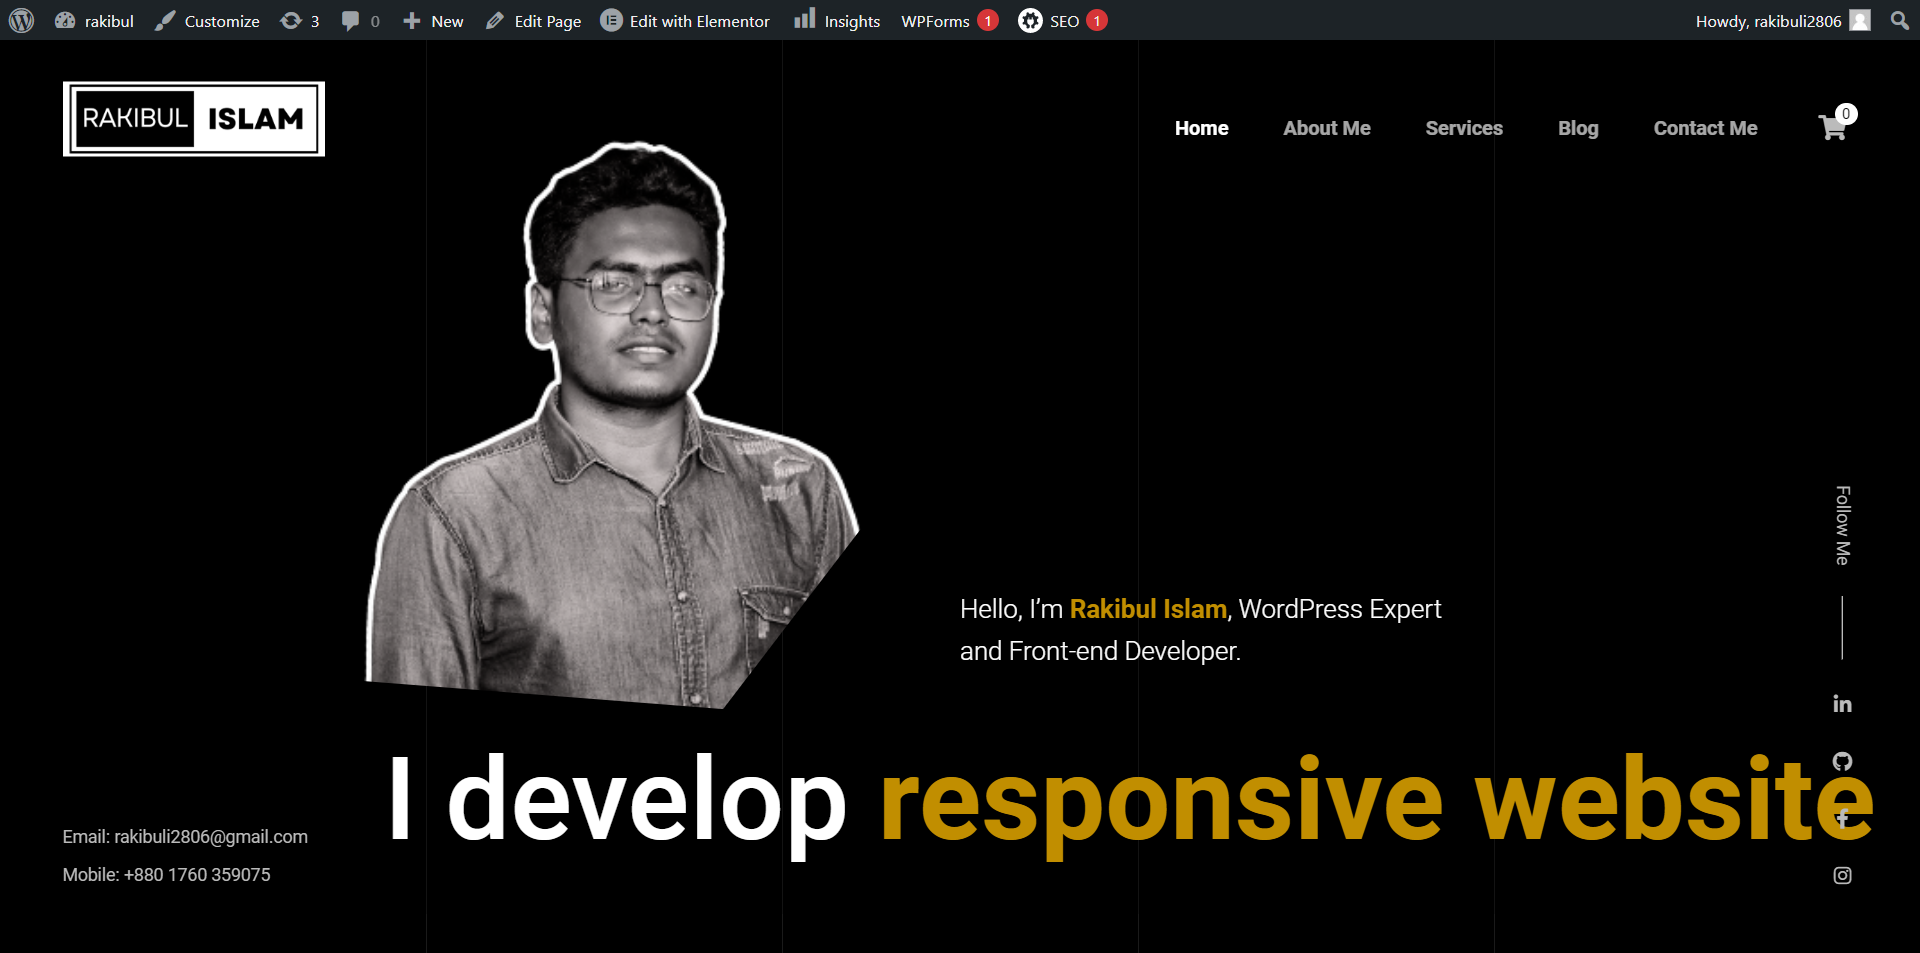 rakibul Customize 3 0 New Edit Page Edit with Elementor Insights WPForms 1 SEO 1 Howdy, rakibuli2806
RAKIBUL ISLAM
Home About Me Services Blog Contact Me 0
Follow Me
Hello, I’m Rakibul Islam, WordPress Expert
and Front-end Developer.
I develop responsive website
Email: rakibuli2806@gmail.com
Mobile: +880 1760 359075